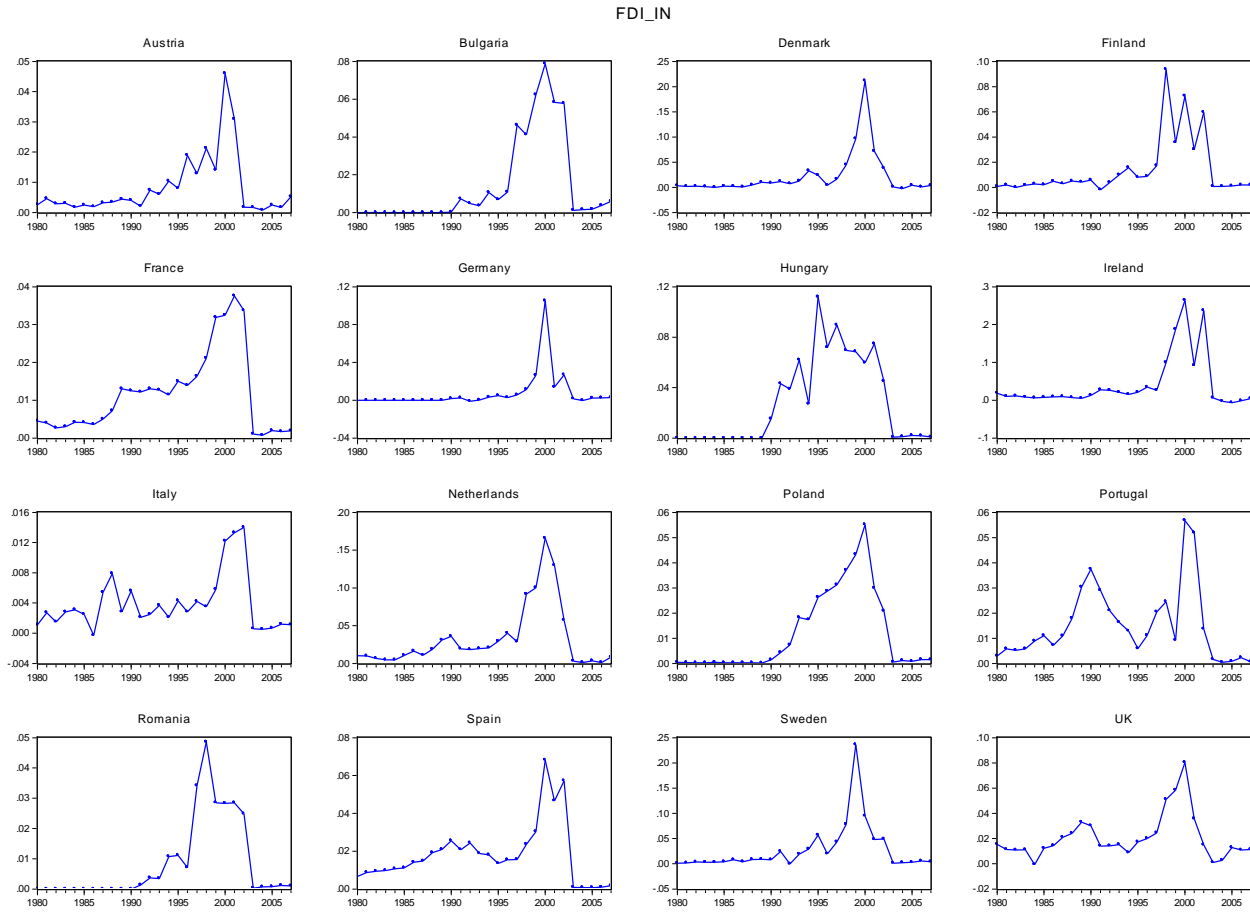 FDI_IN
Austria Bulgaria Denmark Finland
.05 .08 .25 .10
.04 .20 .08
.06
.03 .15 .06
.04 .10 .04
.02
.05 .02
.02
.01 .00 .00
.00 .00 -.05 -.02
1980 1985 1990 1995 2000 2005 1980 1985 1990 1995 2000 2005 1980 1985 1990 1995 2000 2005 1980 1985 1990 1995 2000 2005
France Germany Hungary Ireland
.04 .12 .12 .3
.03 .08 .08 .2
.02 .04 .1
.04
.01 .00 .0
.00 -.04 .00 -.1
1980 1985 1990 1995 2000 2005 1980 1985 1990 1995 2000 2005 1980 1985 1990 1995 2000 2005 1980 1985 1990 1995 2000 2005
Italy Netherlands Poland Portugal
.016 .20 .06 .06
.012 .05 .05
.15
.008 .04 .04
.10 .03 .03
.004
.02 .02
.05
.000 .01 .01
-.004 .00 .00 .00
1980 1985 1990 1995 2000 2005 1980 1985 1990 1995 2000 2005 1980 1985 1990 1995 2000 2005 1980 1985 1990 1995 2000 2005
Romania Spain Sweden UK
.05 .08 .25 .10
.04 .20 .08
.06
.03 .15 .06
.04 .10 .04
.02
.05 .02
.02
.01 .00 .00
.00 .00 -.05 -.02
1980 1985 1990 1995 2000 2005 1980 1985 1990 1995 2000 2005 1980 1985 1990 1995 2000 2005 1980 1985 1990 1995 2000 2005